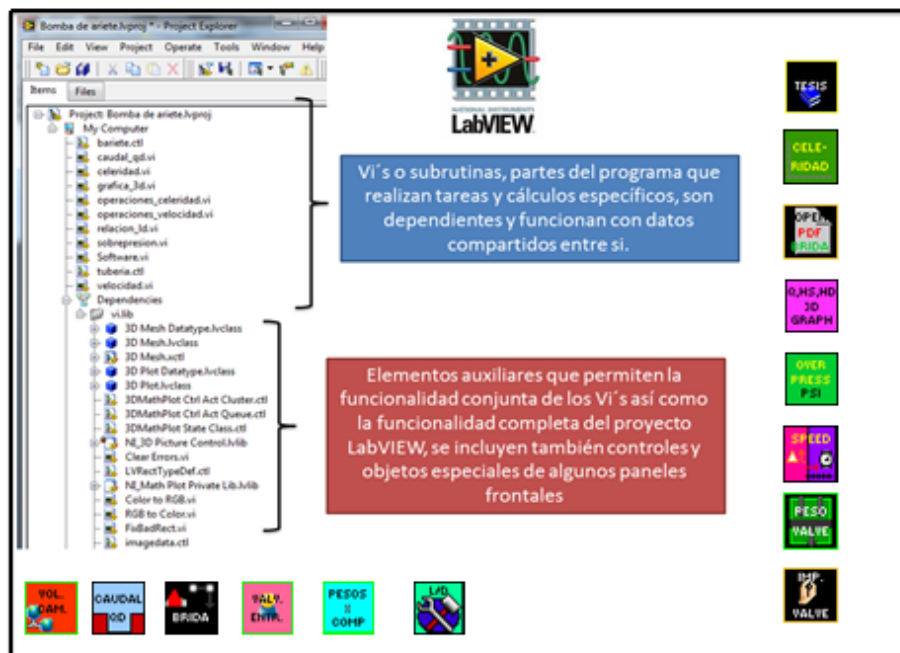 Bomba de ariete.lvproj * - Project Explorer
File Edit View Project Operate Tools Window Help
Items Files
Project: Bomba de ariete.lvproj
My Computer
bariete.ctl
caudal_qd.vi
celeridad.vi
grafica_3d.vi
operaciones_celeridad.vi
operaciones_velocidad.vi
relacion_ld.vi
sobrepresion.vi
Software.vi
tuberia.ctl
velocidad.vi
Dependencies
vi.lib
3D Mesh Datatype.lvclass
3D Mesh.lvclass
3D Mesh.xctl
3D Plot Datatype.lvclass
3D Plot.lvclass
3DMathPlot Ctrl Act Cluster.ctl
3DMathPlot Ctrl Act Queue.ctl
3DMathPlot State Class.ctl
NI_3D Picture Control.lvlib
Clear Errors.vi
LVRectTypeDef.ctl
NI_Math Plot Private Lib.lvlib
Color to RGB.vi
RGB to Color.vi
FixBadRect.vi
imagedata.ctl
NATIONAL INSTRUMENTS
LabVIEW
Vi´s o subrutinas, partes del programa que
realizan tareas y cálculos específicos, son
dependientes y funcionan con datos
compartidos entre si.
Elementos auxiliares que permiten la
funcionalidad conjunta de los Vi´s así como
la funcionalidad completa del proyecto
LabVIEW, se incluyen también controles y
objetos especiales de algunos paneles
frontales
TESIS
CELE-
RIDAD
OPEN
PDF
BRIDA
Q,HS,HD
3D
GRAPH
OVER
PRESS
PSI
SPEED
PESO
VALVE
IMP.
VALVE
VOL.
CAM.
CAUDAL
QD
BRIDA
VALV.
ENTR.
PESOS
X
COMP
L/D